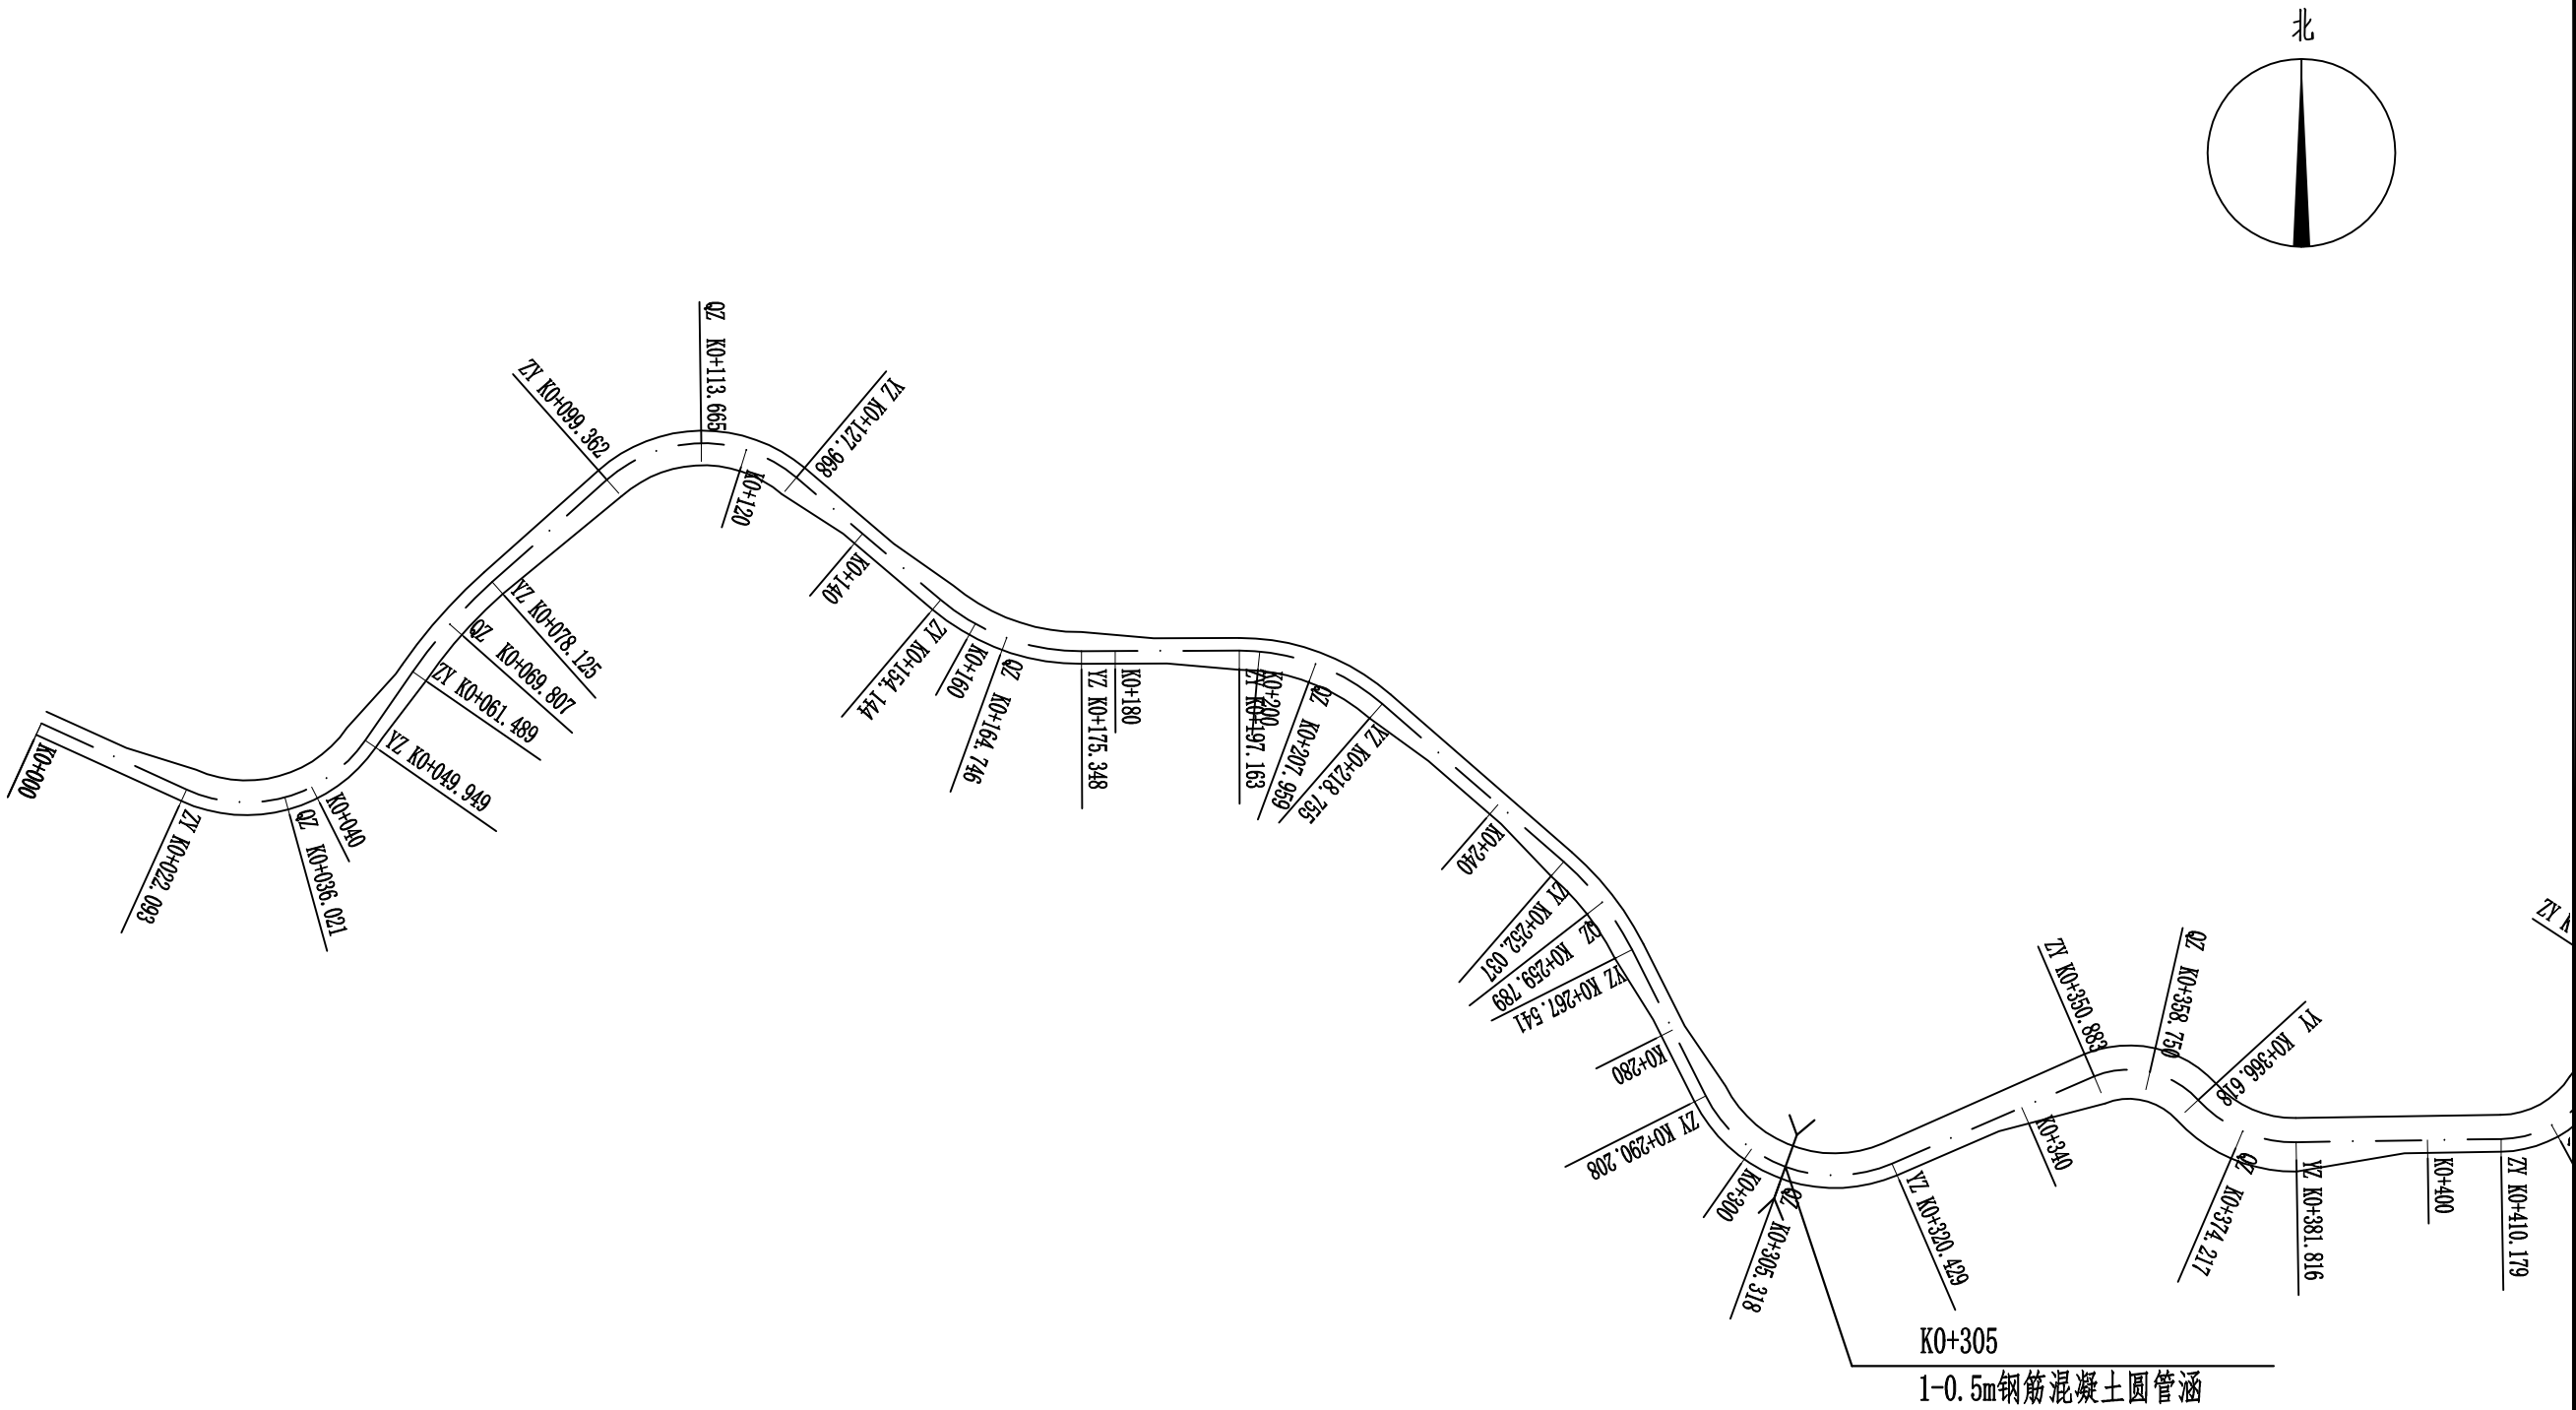 北
K0+000
ZY K0+022.093
QZ K0+036.021
K0+040
YZ K0+049.949
ZY K0+061.489
QZ K0+069.807
YZ K0+078.125
ZY K0+099.362
QZ K0+113.665
K0+120
YZ K0+127.968
K0+140
ZY K0+154.144
K0+160
QZ K0+164.746
YZ K0+175.348
K0+180
ZY K0+197.163
K0+200
QZ K0+207.959
YZ K0+218.755
K0+240
ZY K0+252.037
QZ K0+259.789
YZ K0+267.541
K0+280
ZY K0+290.208
K0+300
QZ K0+305.318
YZ K0+320.429
K0+340
ZY K0+350.883
QZ K0+358.750
YY K0+366.618
QZ K0+374.217
YZ K0+381.816
K0+400
ZY K0+410.179
ZY
K0+305
1-0.5m钢筋混凝土圆管涵